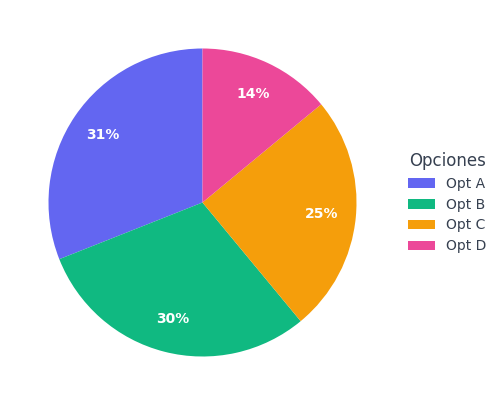 14%
31%
25%
30%
Opciones
Opt A
Opt B
Opt C
Opt D